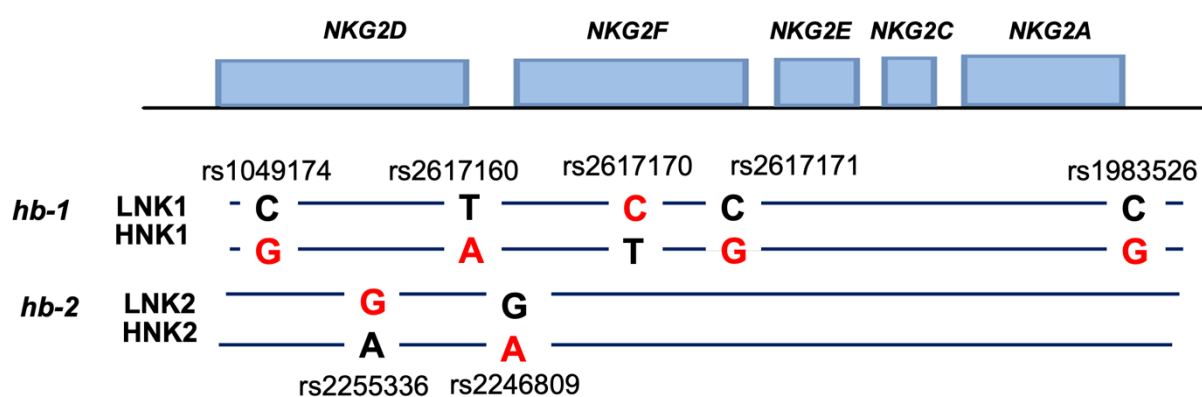 NKG2D NKG2F NKG2E NKG2C NKG2A
rs1049174 rs2617160 rs2617170 rs2617171 rs1983526
hb-1 LNK1 C T C C C
HNK1 G A T G G
hb-2 LNK2 G G
HNK2 A A
rs2255336 rs2246809